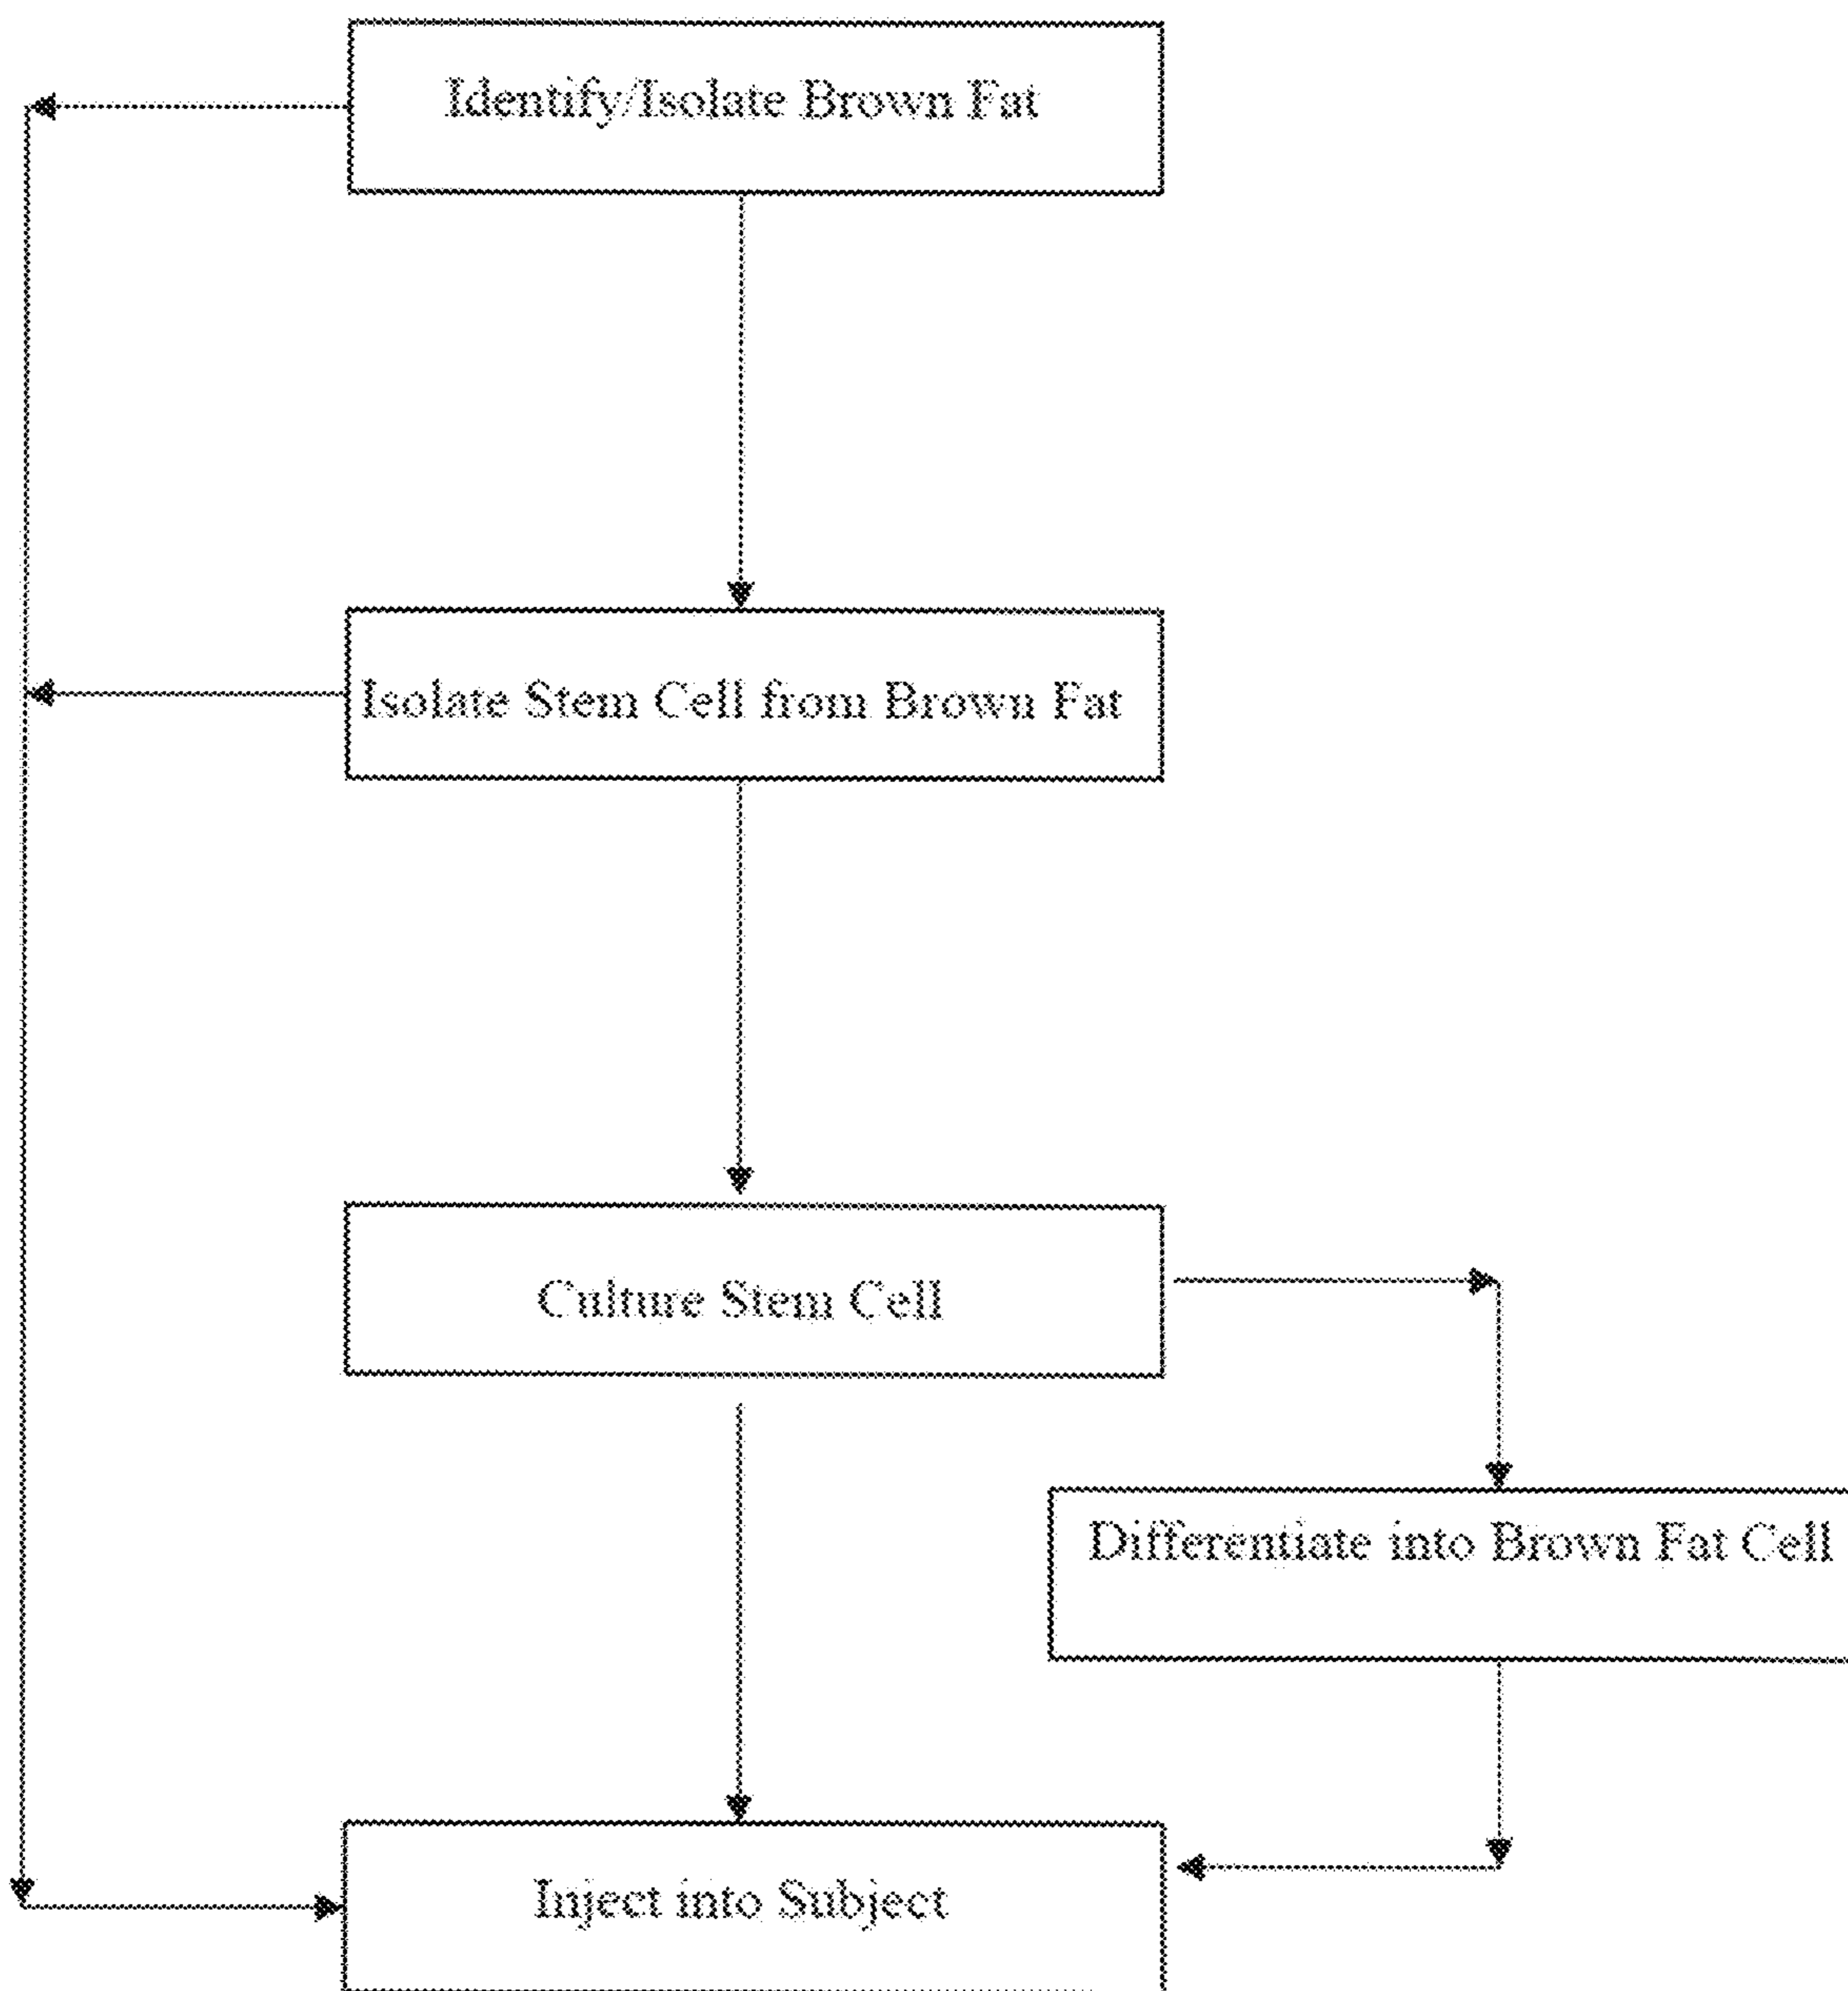 Identify/Isolate Brown Fat
Isolate Stem Cell from Brown Fat
Culture Stem Cell
Differentiate into Brown Fat Cell
Inject into Subject